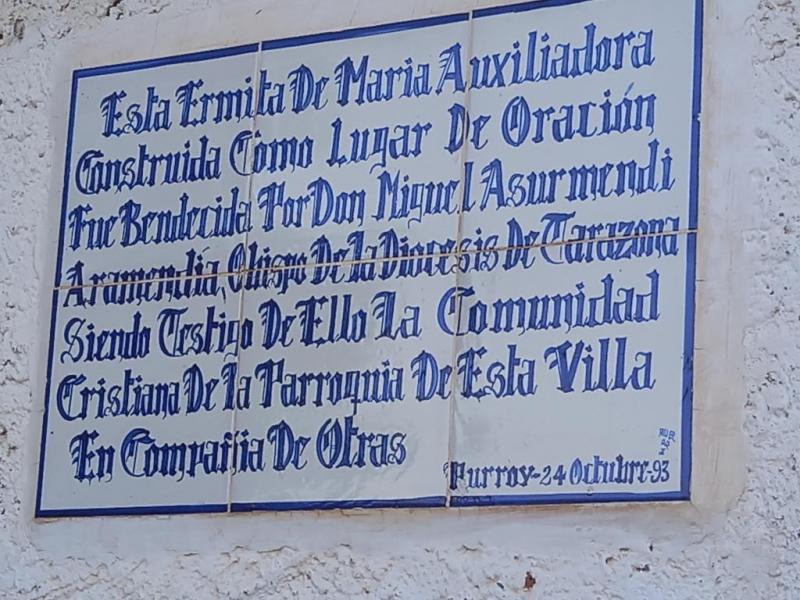 Esta Ermita De Maria Auxiliadora
Construida Como Lugar De Oración
Fue Bendecida Por Don Miguel Asurmendi
Aramendía, Obispo De La Diocesis De Tarazona
Siendo Testigo De Ello La Comunidad
Cristiana De La Parroquia De Esta Villa
En Compañia De Otras
Purroy-24 Octubre-93